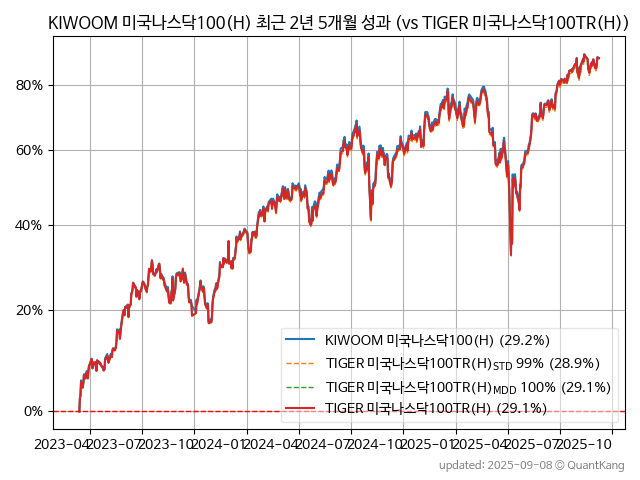 KIWOOM 미국나스닥100(H) 최근 2년 5개월 성과 (vs TIGER 미국나스닥100TR(H))
80%
60%
40%
20%
0%
KIWOOM 미국나스닥100(H) (29.2%)
TIGER 미국나스닥100TR(H)STD 99% (28.9%)
TIGER 미국나스닥100TR(H)MDD 100% (29.1%)
TIGER 미국나스닥100TR(H) (29.1%)
2023-04 2023-07 2023-10 2024-01 2024-04 2024-07 2024-10 2025-01 2025-04 2025-07 2025-10
updated: 2025-09-08 © QuantKang